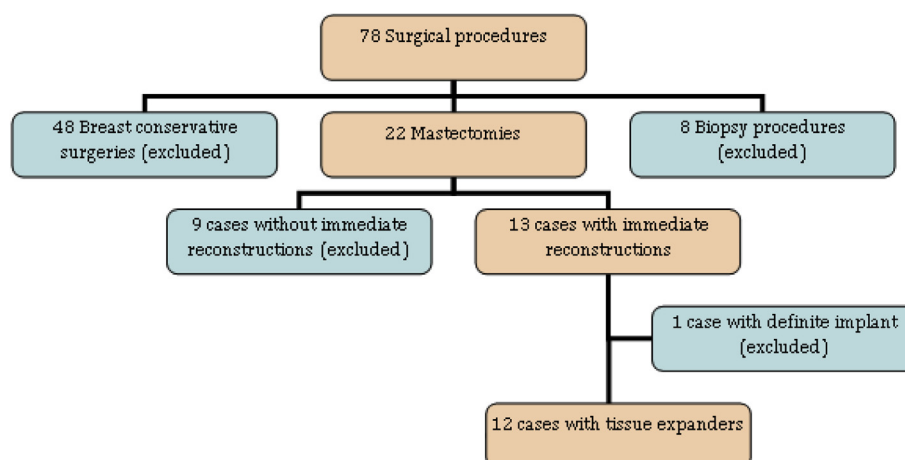 78 Surgical procedures
48 Breast conservative
surgeries (excluded)
22 Mastectomies
8 Biopsy procedures
(excluded)
9 cases without immediate
reconstructions (excluded)
13 cases with immediate
reconstructions
1 case with definite implant
(excluded)
12 cases with tissue expanders